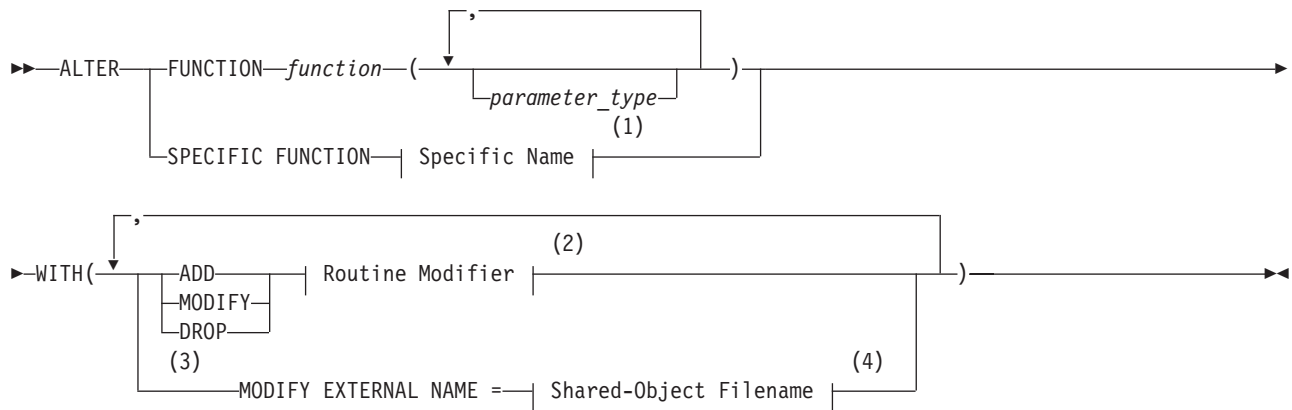 ,
ALTER FUNCTION function ( parameter_type )
(1)
SPECIFIC FUNCTION Specific Name
,
(2)
WITH( ADD Routine Modifier )
MODIFY
DROP
(3) (4)
MODIFY EXTERNAL NAME = Shared-Object Filename